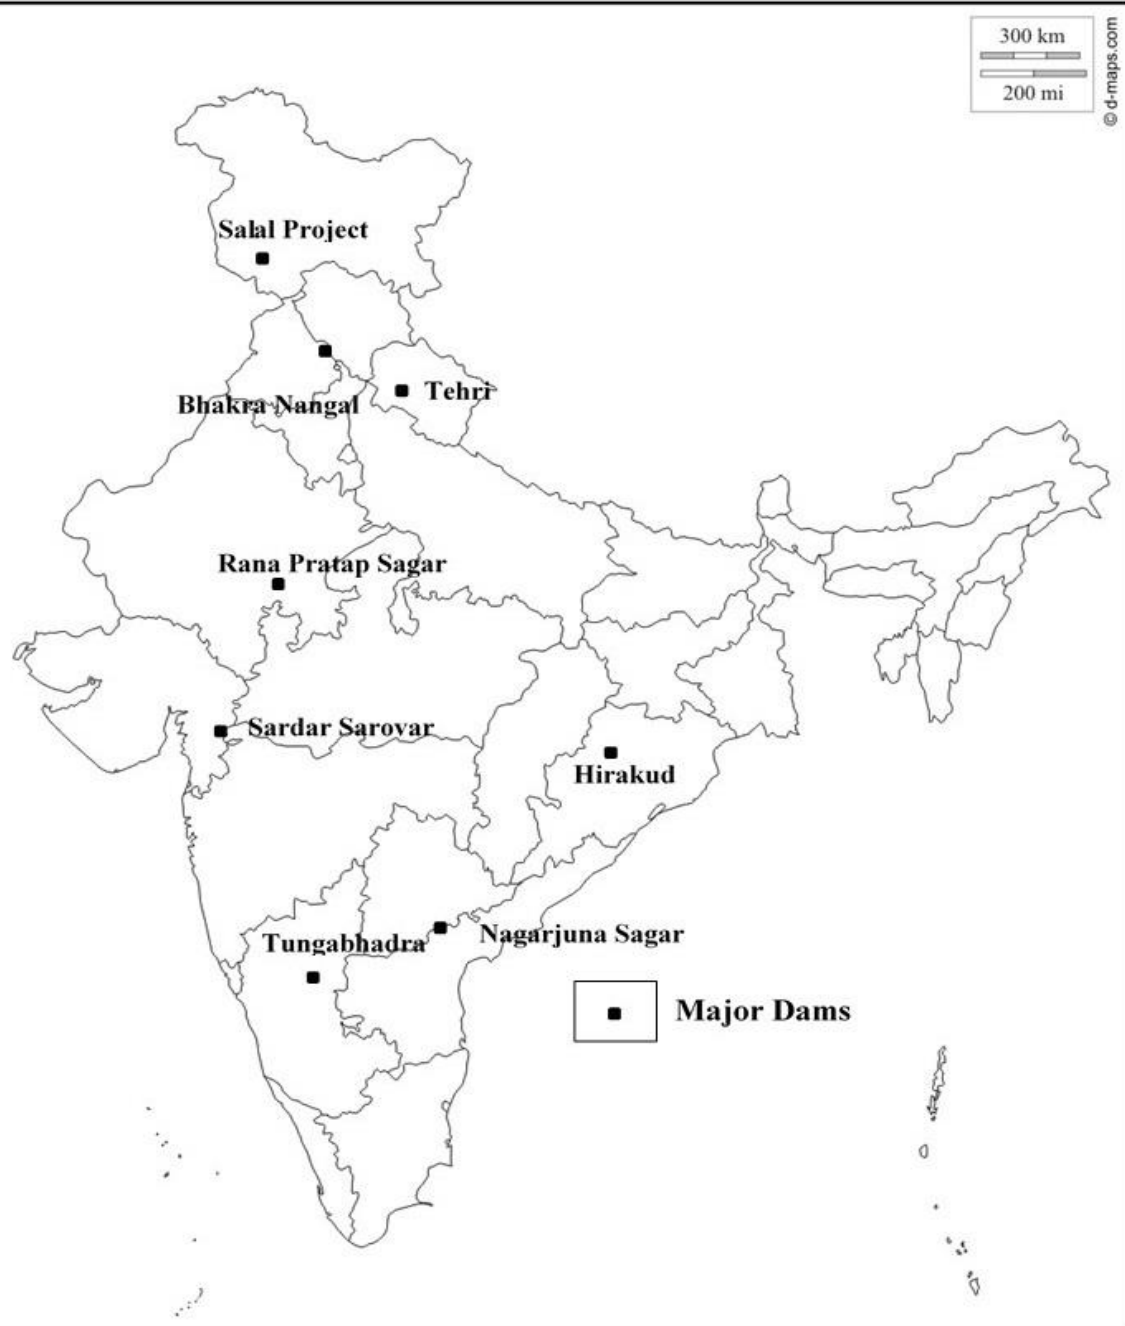 300 km
200 mi
© d-maps.com
Salal Project
Tehri
Bhakra Nangal
Rana Pratap Sagar
Sardar Sarovar
Hirakud
Nagarjuna Sagar
Tungabhadra
Major Dams